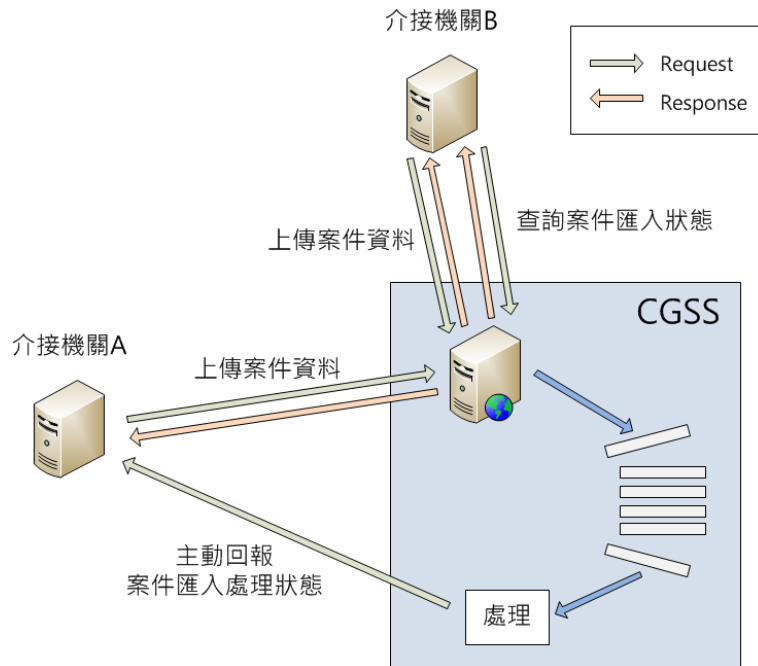 介接機關B
Request
Response
上傳案件資料
查詢案件匯入狀態
CGSS
介接機關A
上傳案件資料
主動回報
案件匯入處理狀態
處理